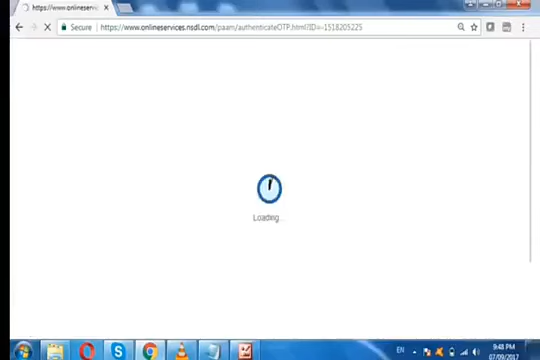 https://www.onlineserv
Secure https://www.onlineservices.nsdl.com/paam/authenticateOTP.html?ID=-1518205225
Loading...
EN
9:48 PM
07/09/2017